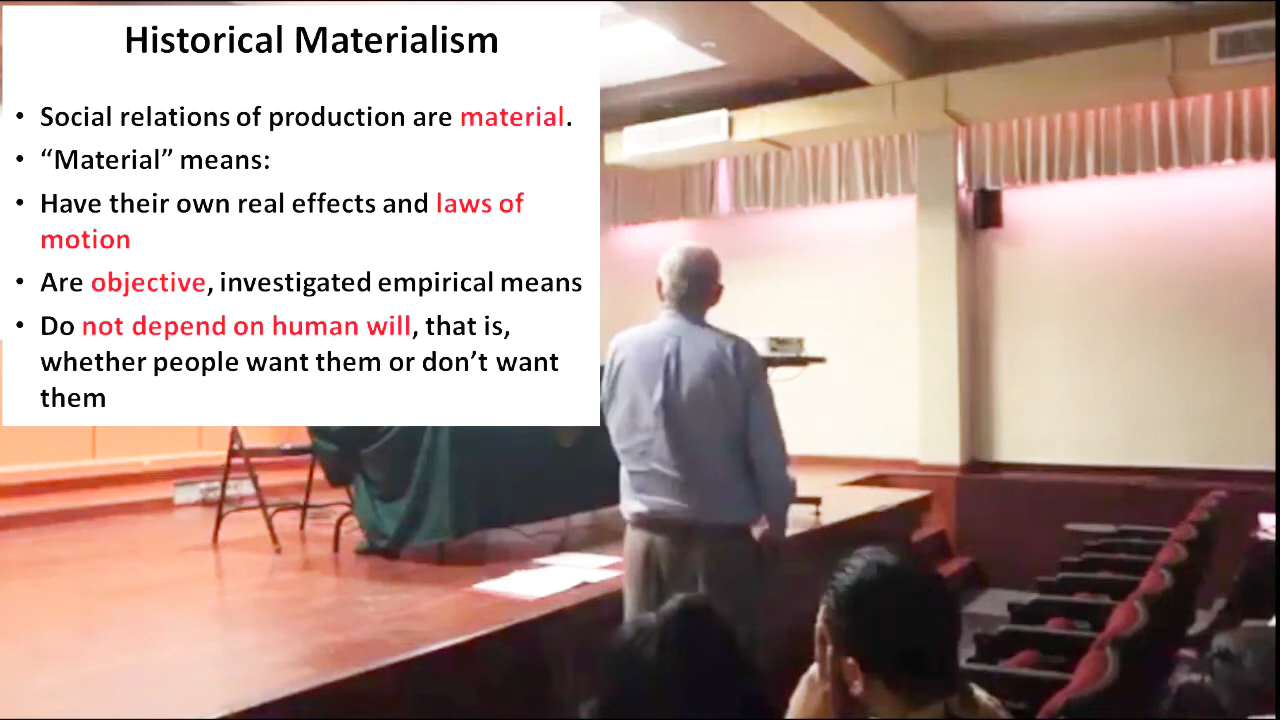 Historical Materialism
• Social relations of production are material.
• “Material” means:
• Have their own real effects and laws of
motion
• Are objective, investigated empirical means
• Do not depend on human will, that is,
whether people want them or don’t want
them